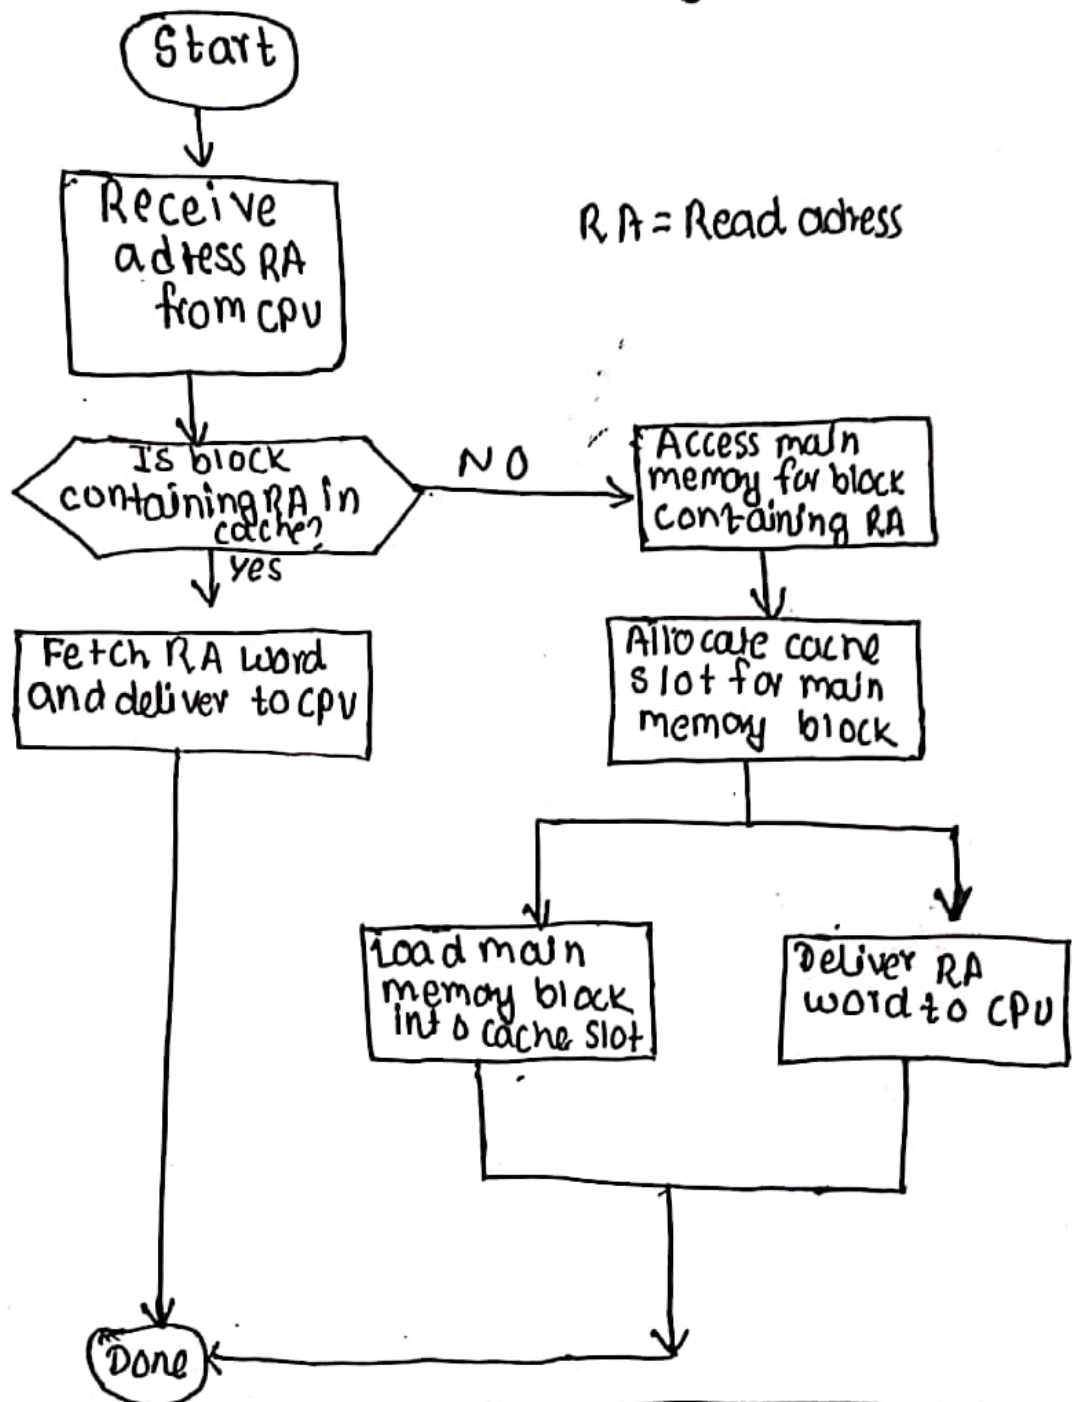 Start
Receive
adress RA
from CPU
RA = Read adress
Is block
containing RA in
cache?
NO
yes
Access main
memory for block
containing RA
Fetch RA word
and deliver to CPU
Allocate cache
slot for main
memory block
Load main
memory block
into cache slot
Deliver RA
word to CPU
Done